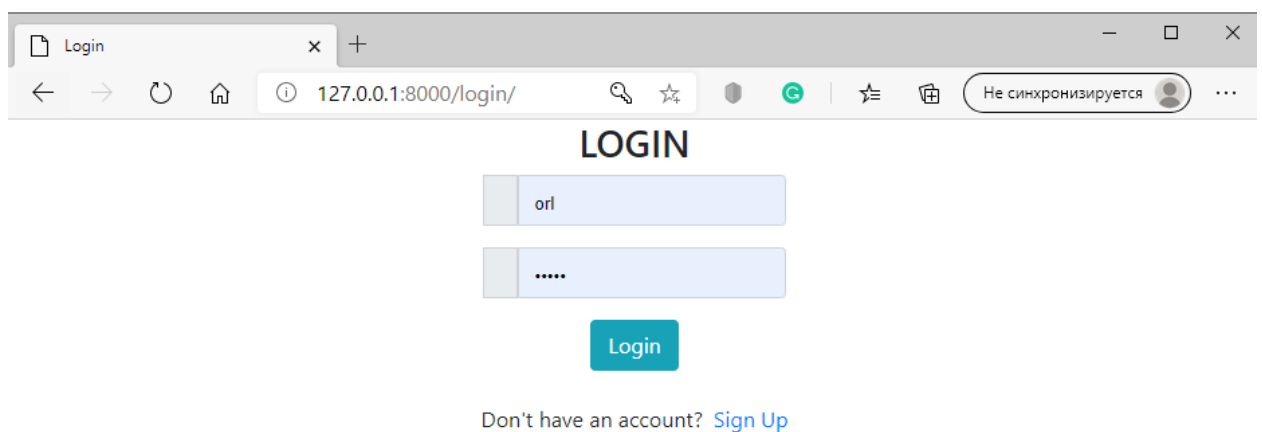 Login
127.0.0.1:8000/login/
Не синхронизируется
LOGIN
orl
•••••
Login
Don't have an account? Sign Up